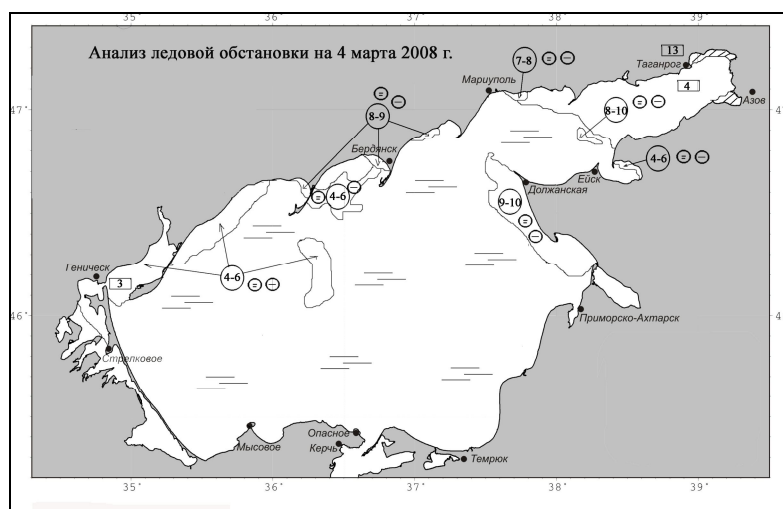 35˚ 36˚ 37˚ 38˚ 39˚
Анализ ледовой обстановки на 4 марта 2008 г.
13
Таганрог
7-8
Мариуполь
4
Азов
47˚
8-9
8-10
Бердянск
4-6
Ейск
4-6
Должанская
9-10
Геническ
4-6
3
46˚
Приморско-Ахтарск
Стрелковое
Мысовое
Опасное
Керчь
Темрюк
35˚ 36˚ 37˚ 38˚ 39˚